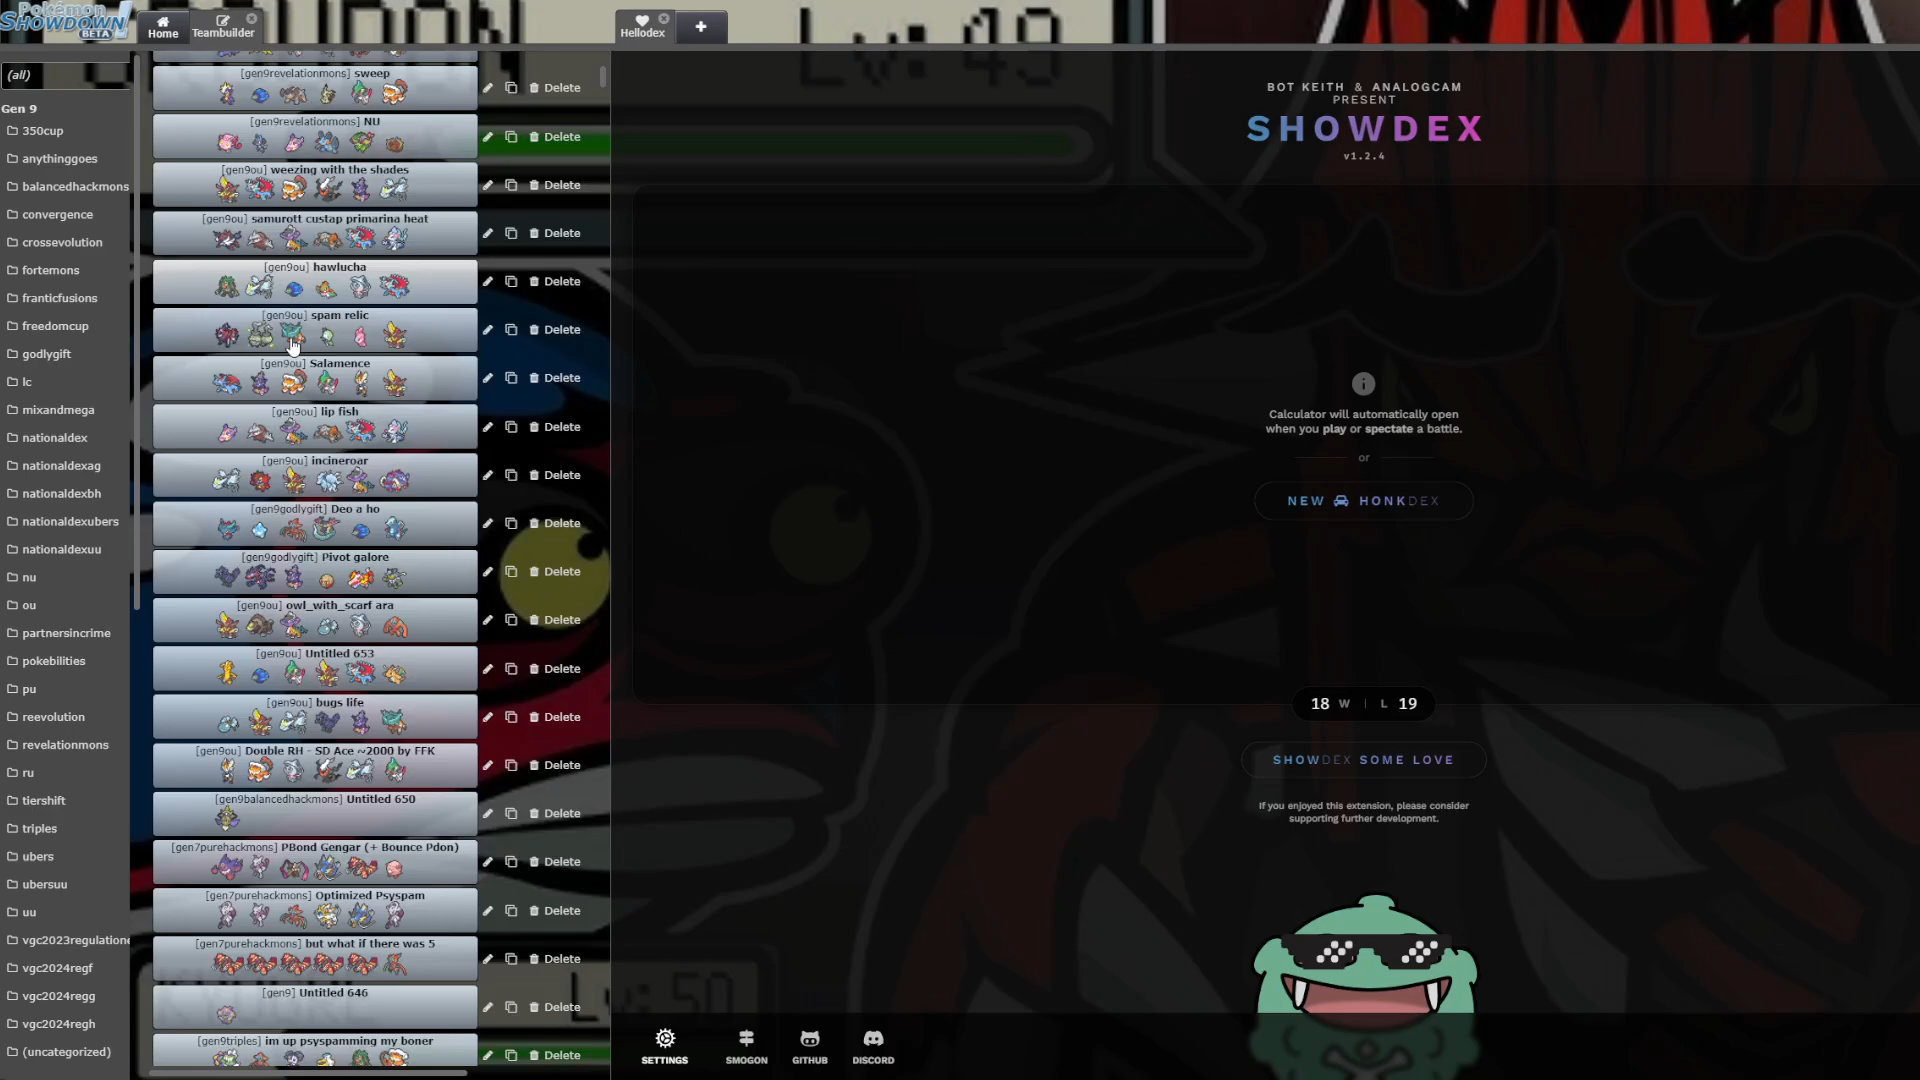 Pokémon
SHOWDOWN!
BETA
Home
Teambuilder
Hellodex
Lv: 49
(all)
Gen 9
350cup
anythinggoes
balancedhackmons
convergence
crossevolution
fortemons
franticfusions
freedomcup
godlygift
lc
mixandmega
nationaldex
nationaldexag
nationaldexbh
nationaldexubers
nationaldexuu
nu
ou
partnersincrime
pokebilities
pu
reevolution
revelationmons
ru
tiershift
triples
ubers
ubersuu
uu
vgc2023regulatione
vgc2024regf
vgc2024regg
vgc2024regh
(uncategorized)
[gen9revelationmons] sweep
Delete
[gen9revelationmons] NU
Delete
[gen9ou] weezing with the shades
Delete
[gen9ou] samurott custap primarina heat
Delete
[gen9ou] hawlucha
Delete
[gen9ou] spam relic
Delete
[gen9ou] Salamence
Delete
[gen9ou] lip fish
Delete
[gen9ou] incineroar
Delete
[gen9godlygift] Deo a ho
Delete
[gen9godlygift] Pivot galore
Delete
[gen9ou] owl_with_scarf ara
Delete
[gen9ou] Untitled 653
Delete
[gen9ou] bugs life
Delete
[gen9ou] Double RH - SD Ace ~2000 by FFK
Delete
[gen9balancedhackmons] Untitled 650
Delete
[gen7purehackmons] PBond Gengar (+ Bounce Pdon)
Delete
[gen7purehackmons] Optimized Psyspam
Delete
[gen7purehackmons] but what if there was 5
Delete
[gen9] Untitled 646
Delete
[gen9triples] im up psyspamming my boner
Delete
Lv: 50
BOT KEITH & ANALOGCAM
PRESENT
SHOWDEX
v1.2.4
Calculator will automatically open
when you play or spectate a battle.
or
NEW HONKDEX
18 W | L 19
SHOWDEX SOME LOVE
If you enjoyed this extension, please consider
supporting further development.
SETTINGS
SMOGON
GITHUB
DISCORD